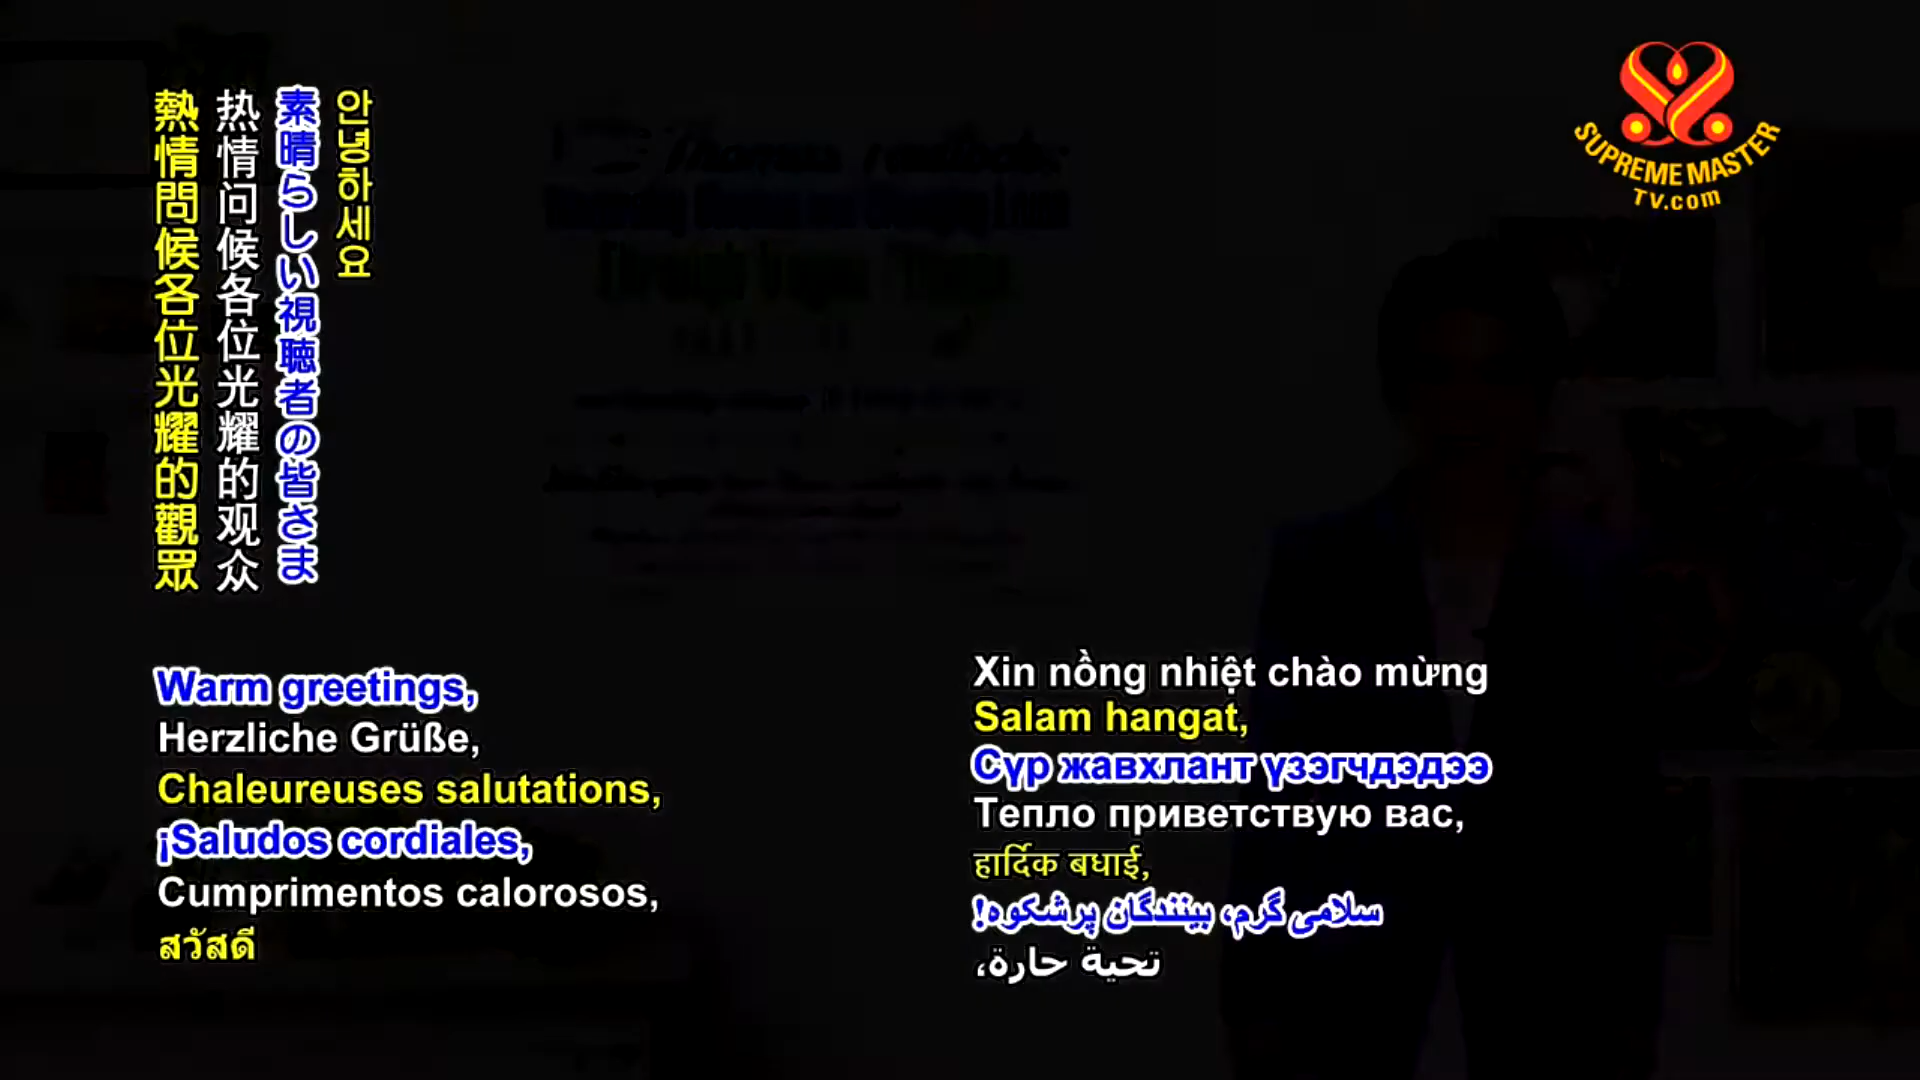 熱情問候各位光耀的觀眾
热情问候各位光耀的观众
素晴らしい視聴者の皆さま
안녕하세요
SUPREME MASTER
TV.com
Warm greetings,
Herzliche Grüße,
Chaleureuses salutations,
¡Saludos cordiales,
Cumprimentos calorosos,
สวัสดี
Xin nồng nhiệt chào mừng
Salam hangat,
Сүр жавхлант үзэгчдэдээ
Тепло приветствую вас,
हार्दिक बधाई,
سلامی گرم، بینندگان پرشکوه!
تحية حارة،